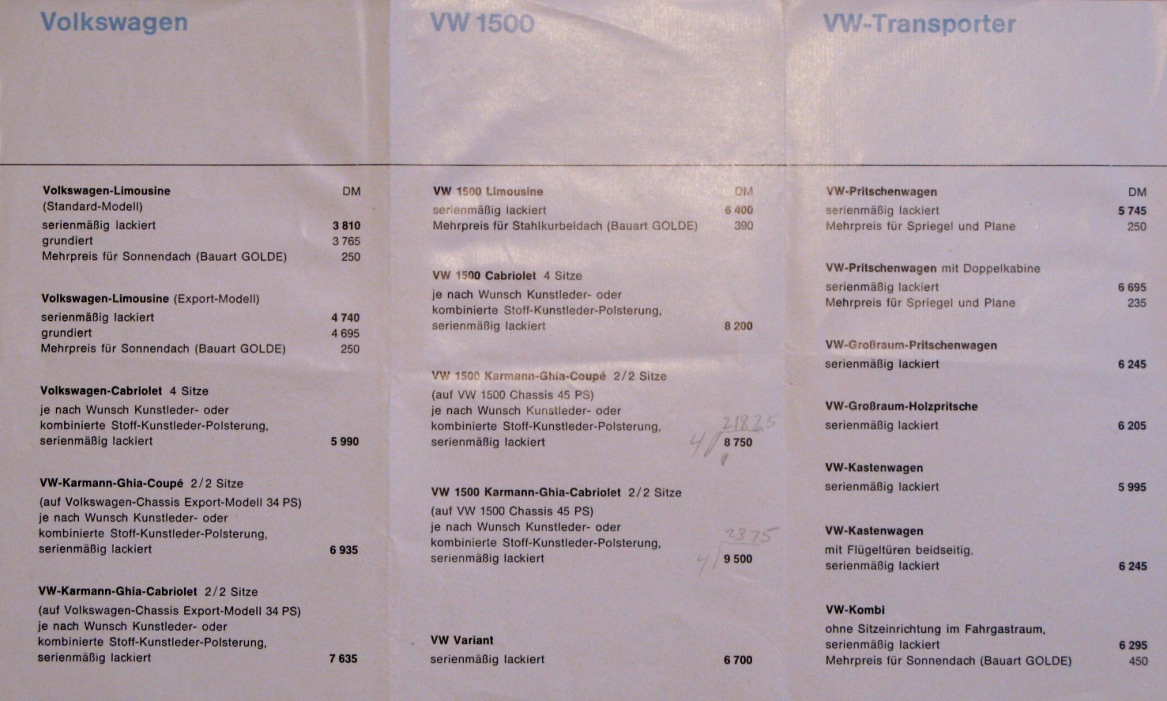 Volkswagen
Volkswagen-Limousine DM
(Standard-Modell)
serienmäßig lackiert 3 810
grundiert 3 765
Mehrpreis für Sonnendach (Bauart GOLDE) 250
Volkswagen-Limousine (Export-Modell)
serienmäßig lackiert 4 740
grundiert 4 695
Mehrpreis für Sonnendach (Bauart GOLDE) 250
Volkswagen-Cabriolet 4 Sitze
je nach Wunsch Kunstleder- oder
kombinierte Stoff-Kunstleder-Polsterung,
serienmäßig lackiert 5 990
VW-Karmann-Ghia-Coupé 2/2 Sitze
(auf Volkswagen-Chassis Export-Modell 34 PS)
je nach Wunsch Kunstleder- oder
kombinierte Stoff-Kunstleder-Polsterung,
serienmäßig lackiert 6 935
VW-Karmann-Ghia-Cabriolet 2/2 Sitze
(auf Volkswagen-Chassis Export-Modell 34 PS)
je nach Wunsch Kunstleder- oder
kombinierte Stoff-Kunstleder-Polsterung,
serienmäßig lackiert 7 635
VW 1500
VW 1500 Limousine DM
serienmäßig lackiert 6 400
Mehrpreis für Stahlkurbeldach (Bauart GOLDE) 390
VW 1500 Cabriolet 4 Sitze
je nach Wunsch Kunstleder- oder
kombinierte Stoff-Kunstleder-Polsterung,
serienmäßig lackiert 8 200
VW 1500 Karmann-Ghia-Coupé 2/2 Sitze
(auf VW 1500 Chassis 45 PS)
je nach Wunsch Kunstleder- oder
kombinierte Stoff-Kunstleder-Polsterung, 
serienmäßig lackiert 4 8 750
VW 1500 Karmann-Ghia-Cabriolet 2/2 Sitze
(auf VW 1500 Chassis 45 PS)
je nach Wunsch Kunstleder- oder
2375
kombinierte Stoff-Kunstleder-Polsterung,
serienmäßig lackiert 4 9 500
VW Variant
serienmäßig lackiert 6 700
VW-Transporter
VW-Pritschenwagen DM
serienmäßig lackiert 5 745
Mehrpreis für Spriegel und Plane 250
VW-Pritschenwagen mit Doppelkabine
serienmäßig lackiert 6 695
Mehrpreis für Spriegel und Plane 235
VW-Großraum-Pritschenwagen
serienmäßig lackiert 6 245
VW-Großraum-Holzpritsche
serienmäßig lackiert 6 205
VW-Kastenwagen
serienmäßig lackiert 5 995
VW-Kastenwagen
mit Flügeltüren beidseitig,
serienmäßig lackiert 6 245
VW-Kombi
ohne Sitzeinrichtung im Fahrgastraum,
serienmäßig lackiert 6 295
Mehrpreis für Sonnendach (Bauart GOLDE) 450